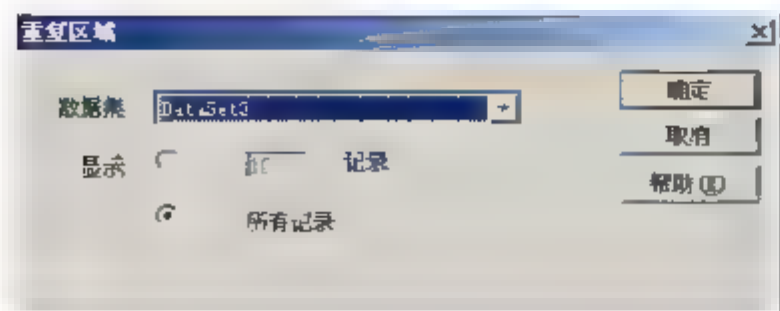 重复区域
数据集 DataSet3 确定
取消
显示 记录
帮助(E)
所有记录